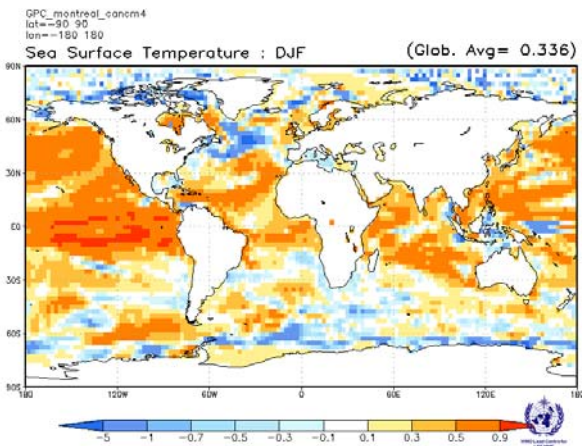 GPC_montreal_cancm4
lat=-90 90
lon=-180 180
Sea Surface Temperature : DJF (Glob. Avg= 0.336)
90N
60N
30N
EQ
30S
60S
90S
180 120W 60W 0 60E 120E 180
-5 -1 -0.7 -0.5 -0.3 -0.1 0.1 0.3 0.5 0.9